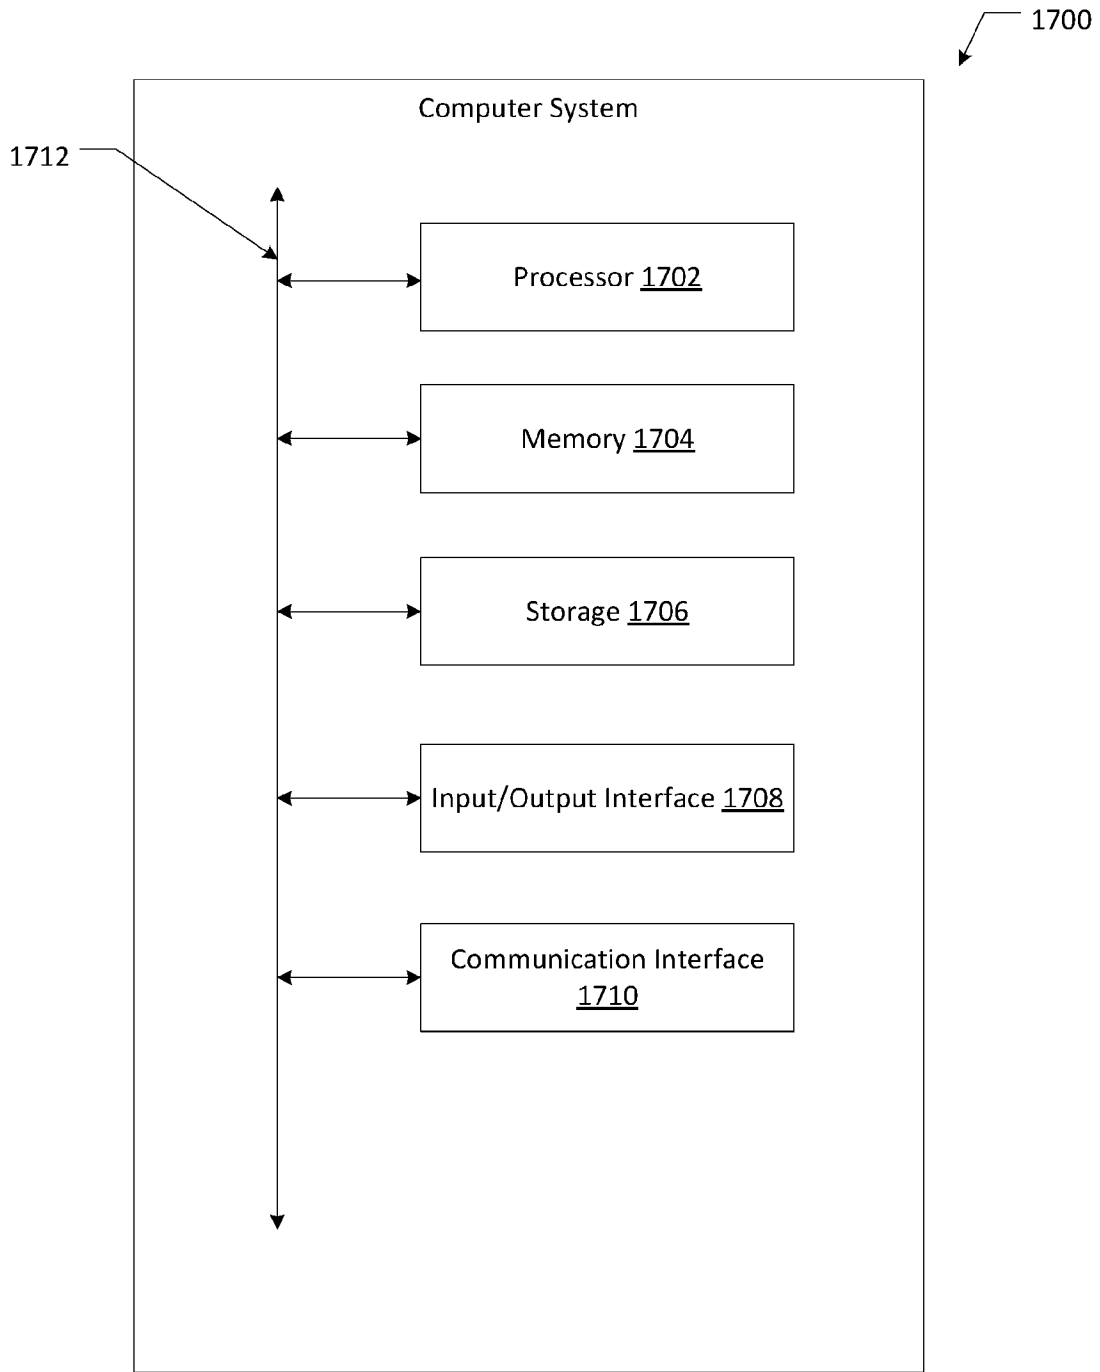 1700
Computer System
1712
Processor 1702
Memory 1704
Storage 1706
Input/Output Interface 1708
Communication Interface
1710